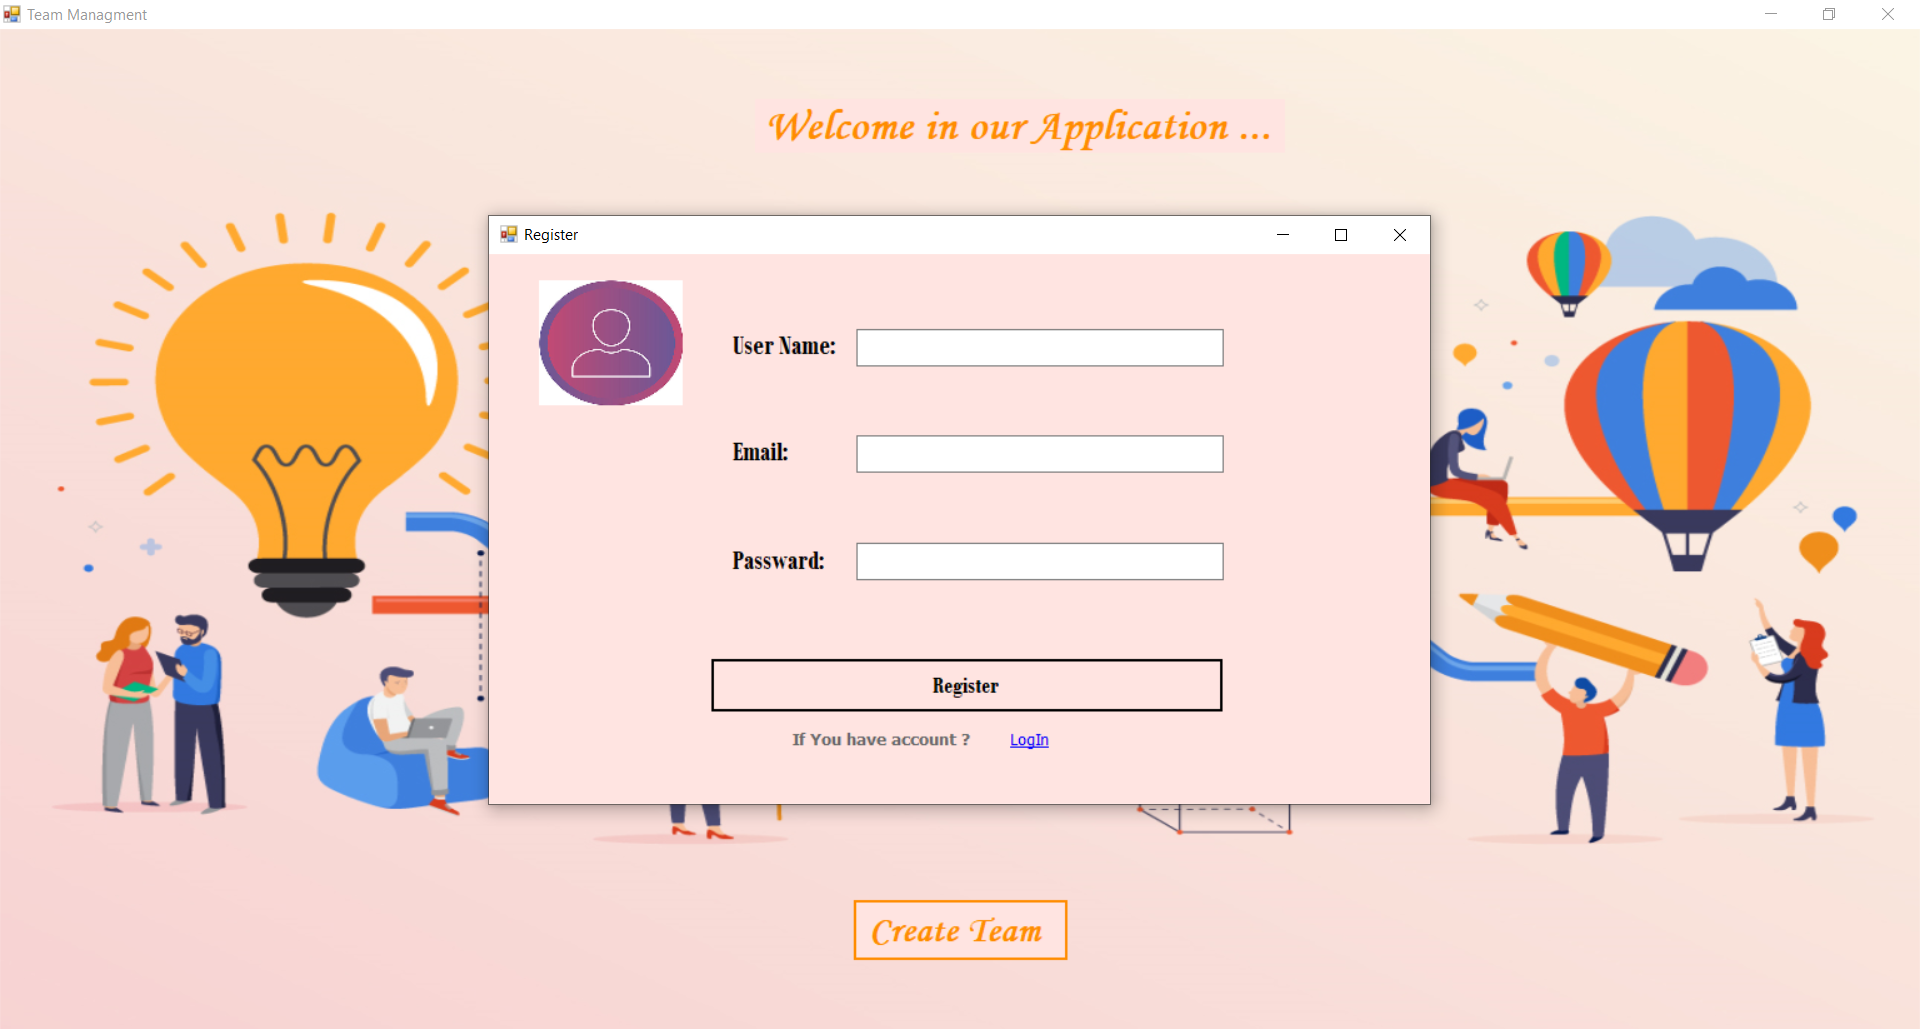 Team Managment
Welcome in our Application ...
Register
User Name:
Email:
Passward:
Register
If You have account ? LogIn
Create Team